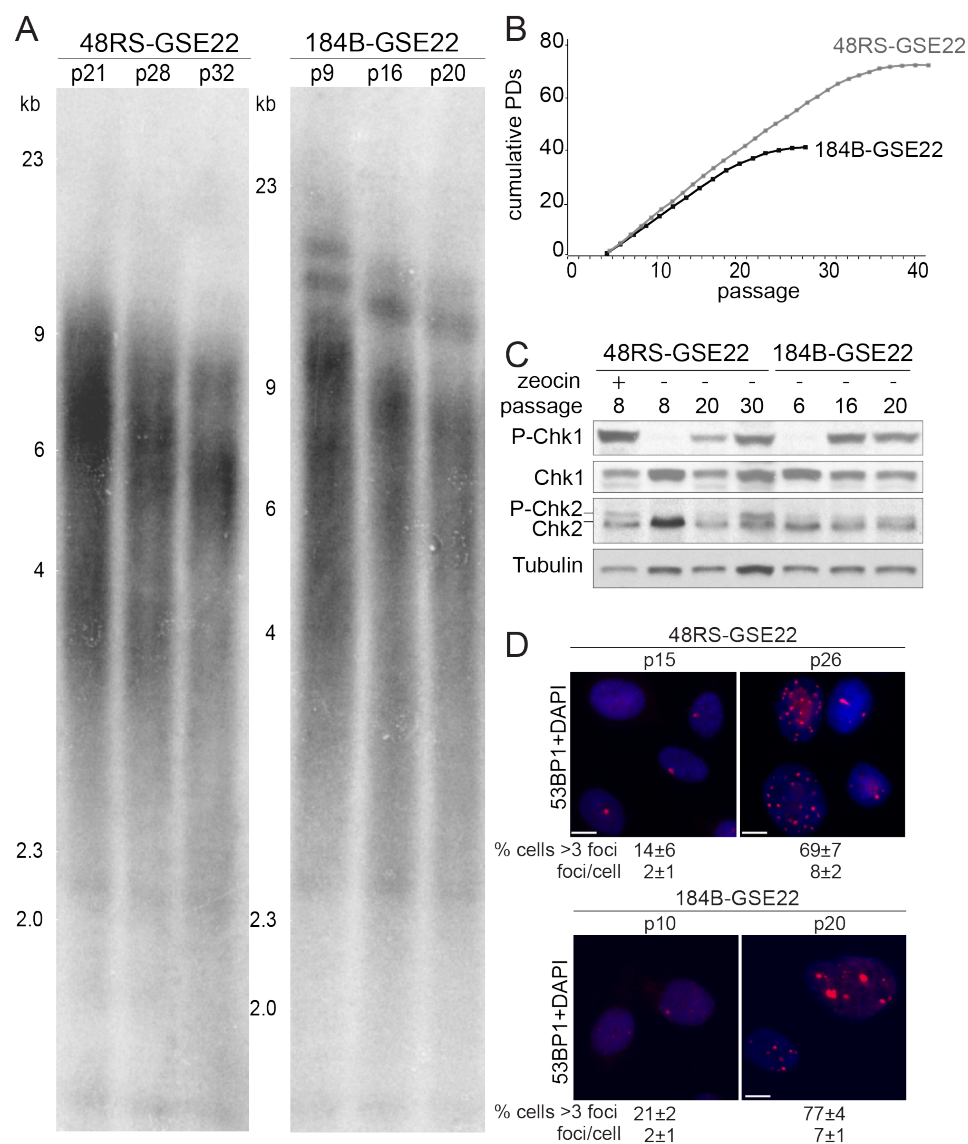 A
48RS-GSE22
184B-GSE22
p21 p28 p32
p9 p16 p20
kb
23
9
6
4
2.3
2.0
kb
23
9
6
4
2.3
2.0
B
cumulative PDs
80
60
40
20
0
0 10 20 30 40
passage
48RS-GSE22
184B-GSE22
C
48RS-GSE22 184B-GSE22
zeocin + - - - - - -
passage 8 8 20 30 6 16 20
P-Chk1
Chk1
P-Chk2
Chk2
Tubulin
D
48RS-GSE22
p15 p26
53BP1+DAPI
% cells >3 foci 14±6 69±7
foci/cell 2±1 8±2
184B-GSE22
p10 p20
53BP1+DAPI
% cells >3 foci 21±2 77±4
foci/cell 2±1 7±1